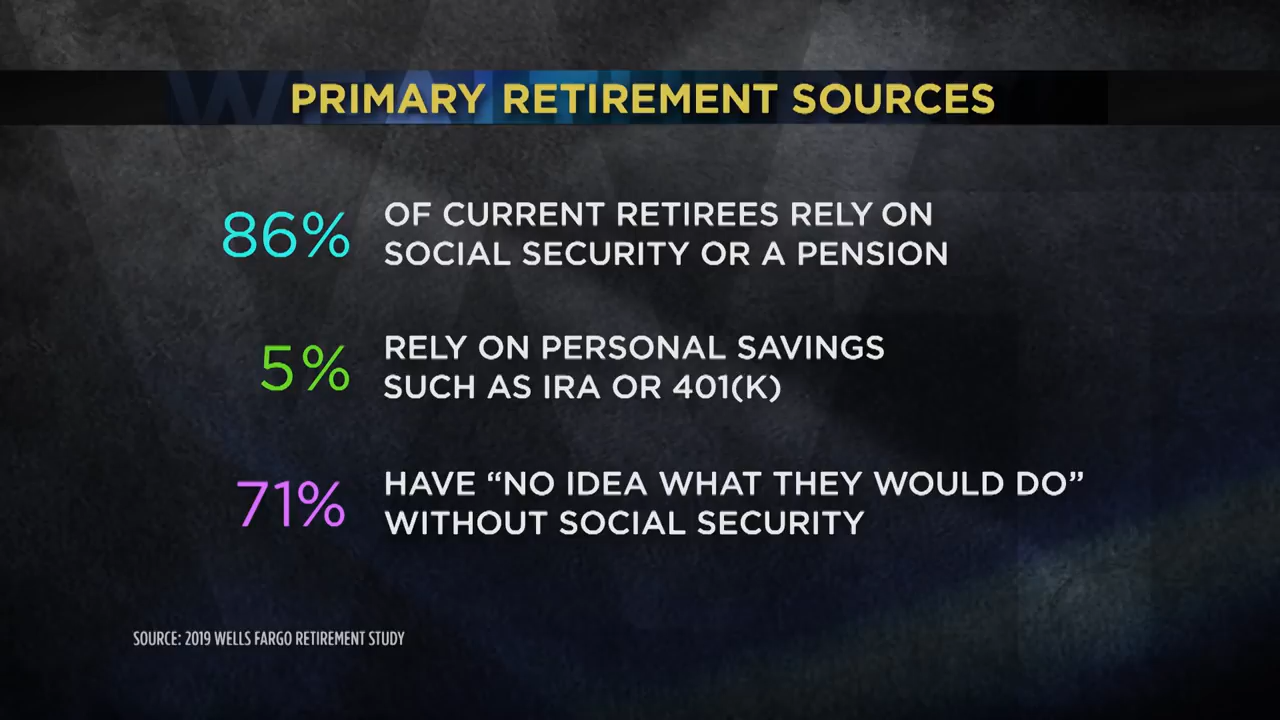 PRIMARY RETIREMENT SOURCES
86% OF CURRENT RETIREES RELY ON
SOCIAL SECURITY OR A PENSION
5% RELY ON PERSONAL SAVINGS
SUCH AS IRA OR 401(K)
71% HAVE “NO IDEA WHAT THEY WOULD DO”
WITHOUT SOCIAL SECURITY
SOURCE: 2019 WELLS FARGO RETIREMENT STUDY